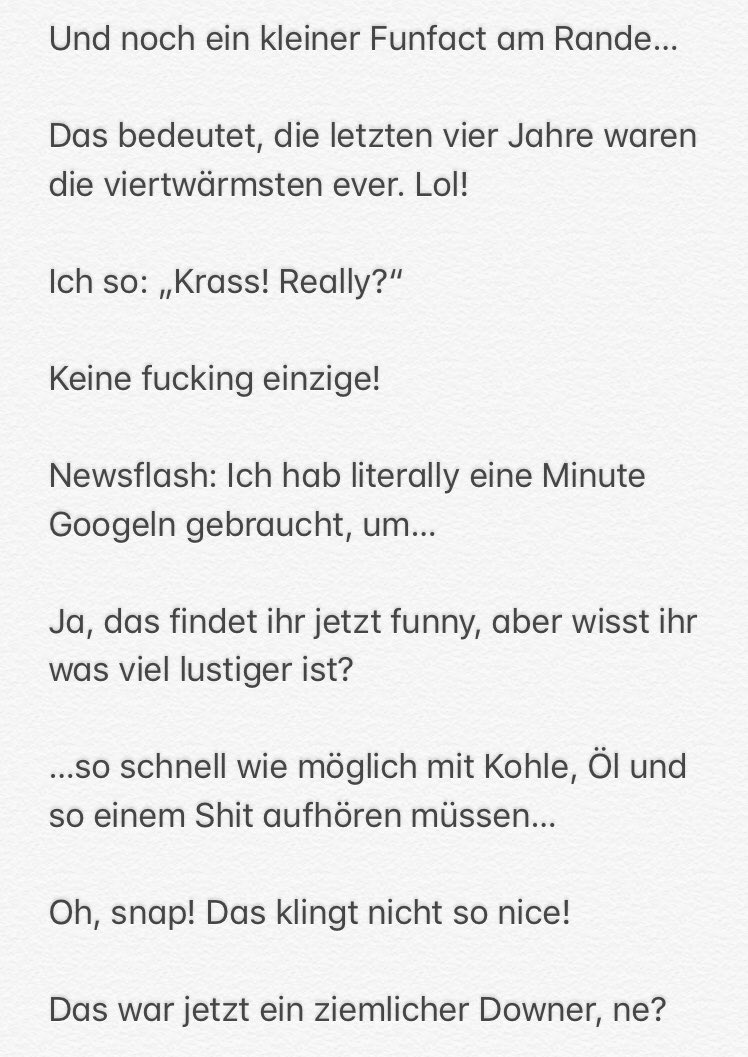 Und noch ein kleiner Funfact am Rande...
Das bedeutet, die letzten vier Jahre waren
die viertwärmsten ever. Lol!
Ich so: „Krass! Really?“
Keine fucking einzige!
Newsflash: Ich hab literally eine Minute
Googeln gebraucht, um...
Ja, das findet ihr jetzt funny, aber wisst ihr
was viel lustiger ist?
...so schnell wie möglich mit Kohle, Öl und
so einem Shit aufhören müssen...
Oh, snap! Das klingt nicht so nice!
Das war jetzt ein ziemlicher Downer, ne?